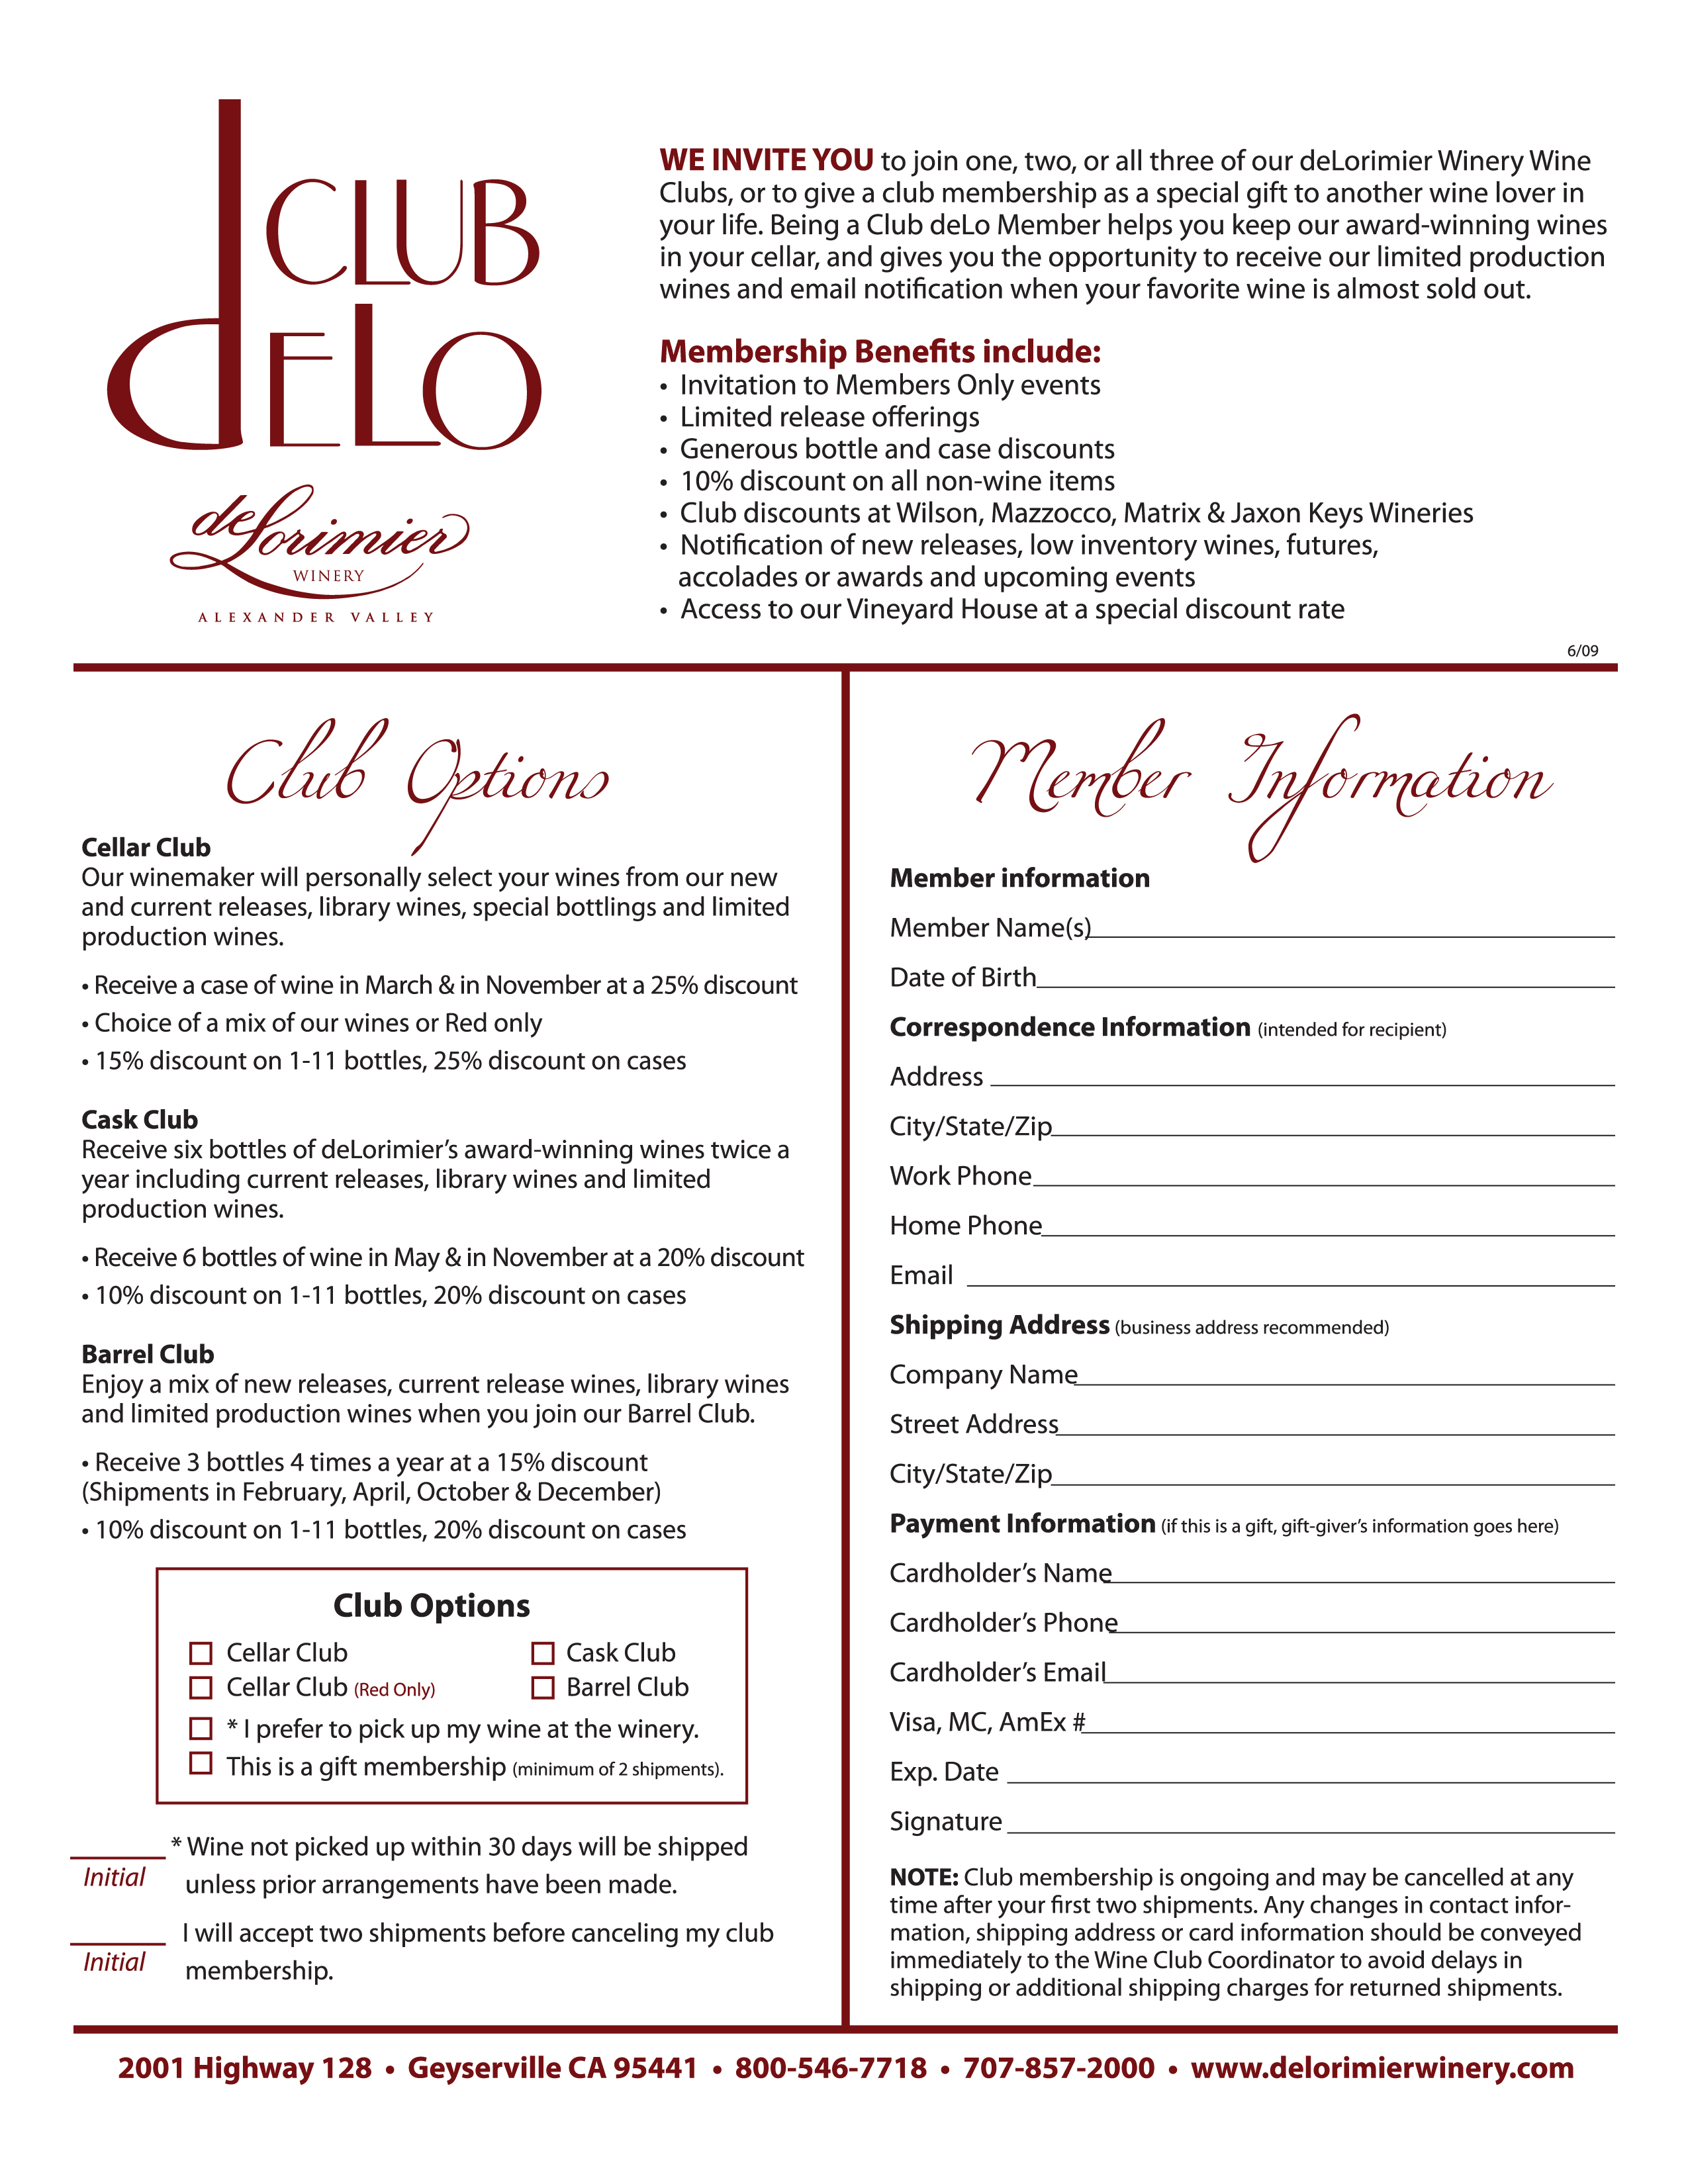 CLUB
deLO
deLorimier
WINERY
ALEXANDER VALLEY
WE INVITE YOU to join one, two, or all three of our deLorimier Winery Wine
Clubs, or to give a club membership as a special gift to another wine lover in
your life. Being a Club deLo Member helps you keep our award-winning wines
in your cellar, and gives you the opportunity to receive our limited production
wines and email notification when your favorite wine is almost sold out.
Membership Benefits include:
• Invitation to Members Only events
• Limited release offerings
• Generous bottle and case discounts
• 10% discount on all non-wine items
• Club discounts at Wilson, Mazzocco, Matrix & Jaxon Keys Wineries
• Notification of new releases, low inventory wines, futures,
accolades or awards and upcoming events
• Access to our Vineyard House at a special discount rate
6/09
Club Options
Cellar Club
Our winemaker will personally select your wines from our new
and current releases, library wines, special bottlings and limited
production wines.
• Receive a case of wine in March & in November at a 25% discount
• Choice of a mix of our wines or Red only
• 15% discount on 1-11 bottles, 25% discount on cases
Cask Club
Receive six bottles of deLorimier’s award-winning wines twice a
year including current releases, library wines and limited
production wines.
• Receive 6 bottles of wine in May & in November at a 20% discount
• 10% discount on 1-11 bottles, 20% discount on cases
Barrel Club
Enjoy a mix of new releases, current release wines, library wines
and limited production wines when you join our Barrel Club.
• Receive 3 bottles 4 times a year at a 15% discount
(Shipments in February, April, October & December)
• 10% discount on 1-11 bottles, 20% discount on cases
Club Options
Cellar Club
Cask Club
Cellar Club (Red Only)
Barrel Club
* I prefer to pick up my wine at the winery.
This is a gift membership (minimum of 2 shipments).
* Wine not picked up within 30 days will be shipped
Initial
unless prior arrangements have been made.
I will accept two shipments before canceling my club
Initial
membership.
Member Information
Member information
Member Name(s)
Date of Birth
Correspondence Information (intended for recipient)
Address
City/State/Zip
Work Phone
Home Phone
Email
Shipping Address (business address recommended)
Company Name
Street Address
City/State/Zip
Payment Information (if this is a gift, gift-giver’s information goes here)
Cardholder’s Name
Cardholder’s Phone
Cardholder’s Email
Visa, MC, AmEx #
Exp. Date
Signature
NOTE: Club membership is ongoing and may be cancelled at any
time after your first two shipments. Any changes in contact infor-
mation, shipping address or card information should be conveyed
immediately to the Wine Club Coordinator to avoid delays in
shipping or additional shipping charges for returned shipments.
2001 Highway 128 • Geyserville CA 95441 • 800-546-7718 • 707-857-2000 • www.delorimierwinery.com